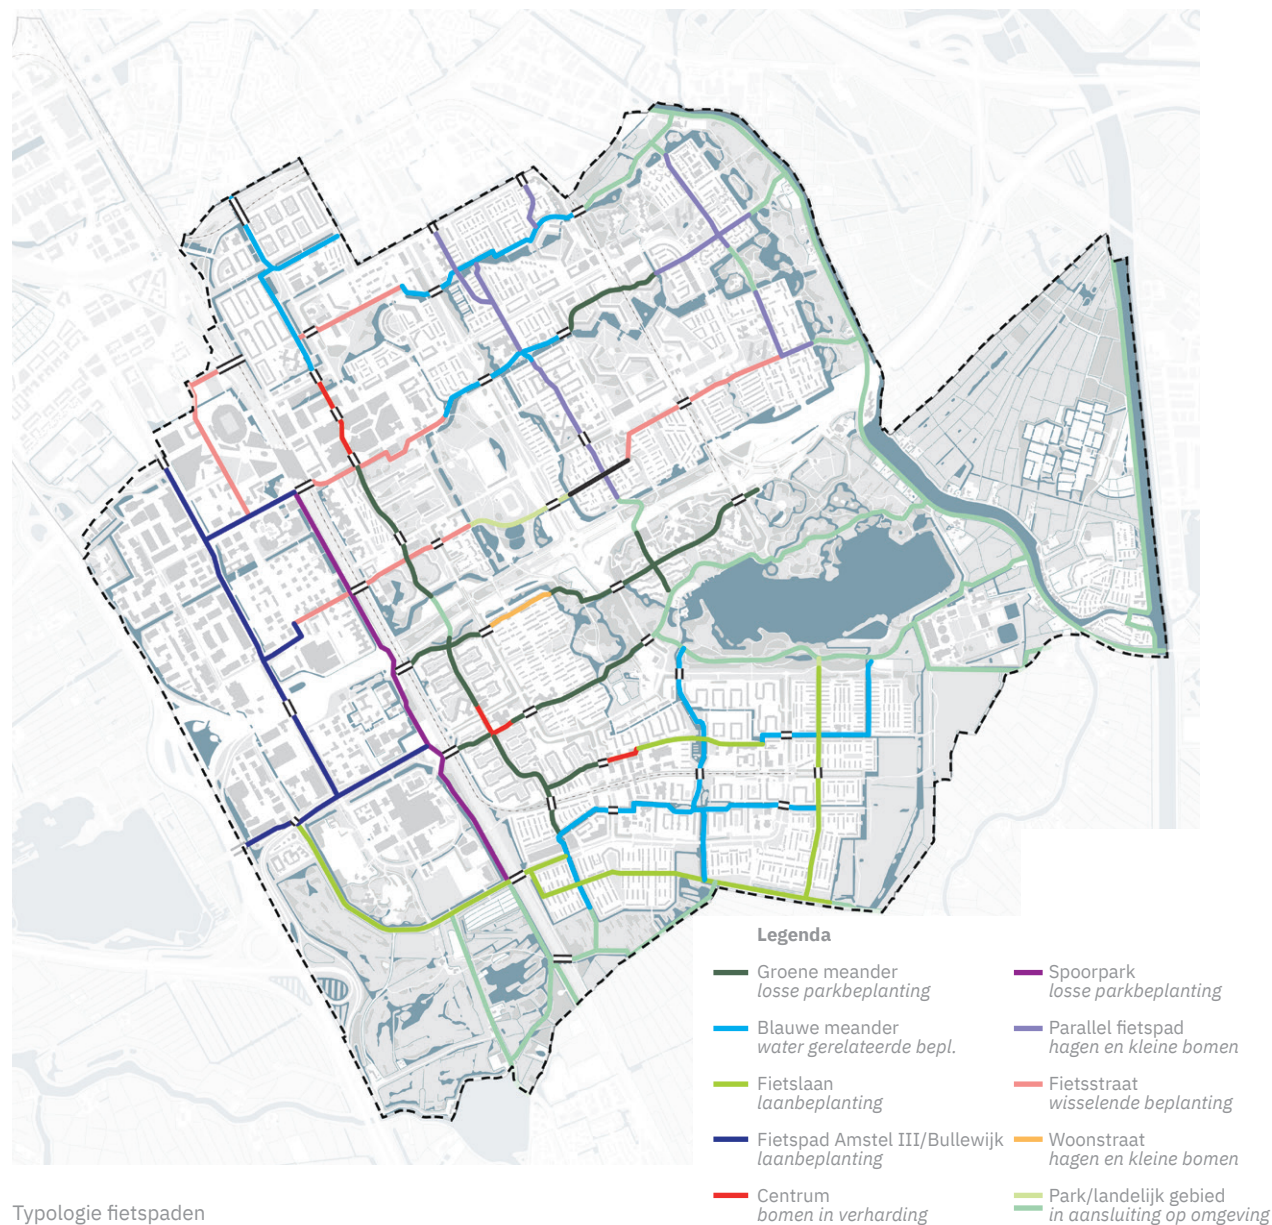 Legenda
Groene meander
losse parkbeplanting
Blauwe meander
water gerelateerde bepl.
Fietslaan
laanbeplanting
Fietspad Amstel III/Bullewijk
laanbeplanting
Centrum
bomen in verharding
Spoorpark
losse parkbeplanting
Parallel fietspad
hagen en kleine bomen
Fietsstraat
wisselende beplanting
Woonstraat
hagen en kleine bomen
Park/landelijk gebied
in aansluiting op omgeving
Typologie fietspaden